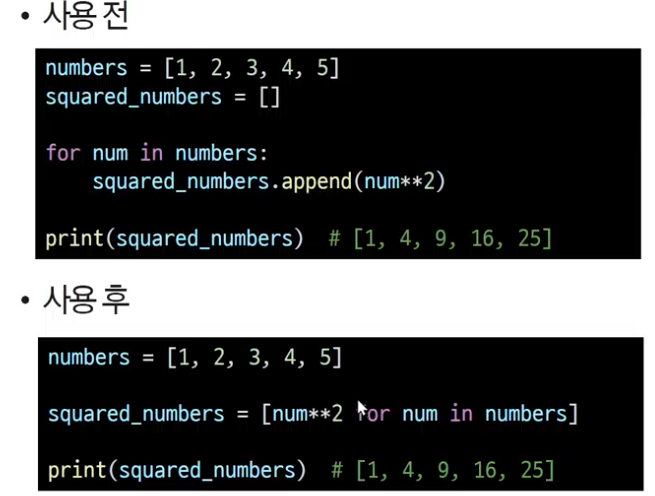 • 사용 전
numbers = [1, 2, 3, 4, 5]
squared_numbers = []
for num in numbers:
    squared_numbers.append(num**2)
print(squared_numbers)  # [1, 4, 9, 16, 25]
• 사용 후
numbers = [1, 2, 3, 4, 5]
squared_numbers = [num**2 for num in numbers]
print(squared_numbers)  # [1, 4, 9, 16, 25]